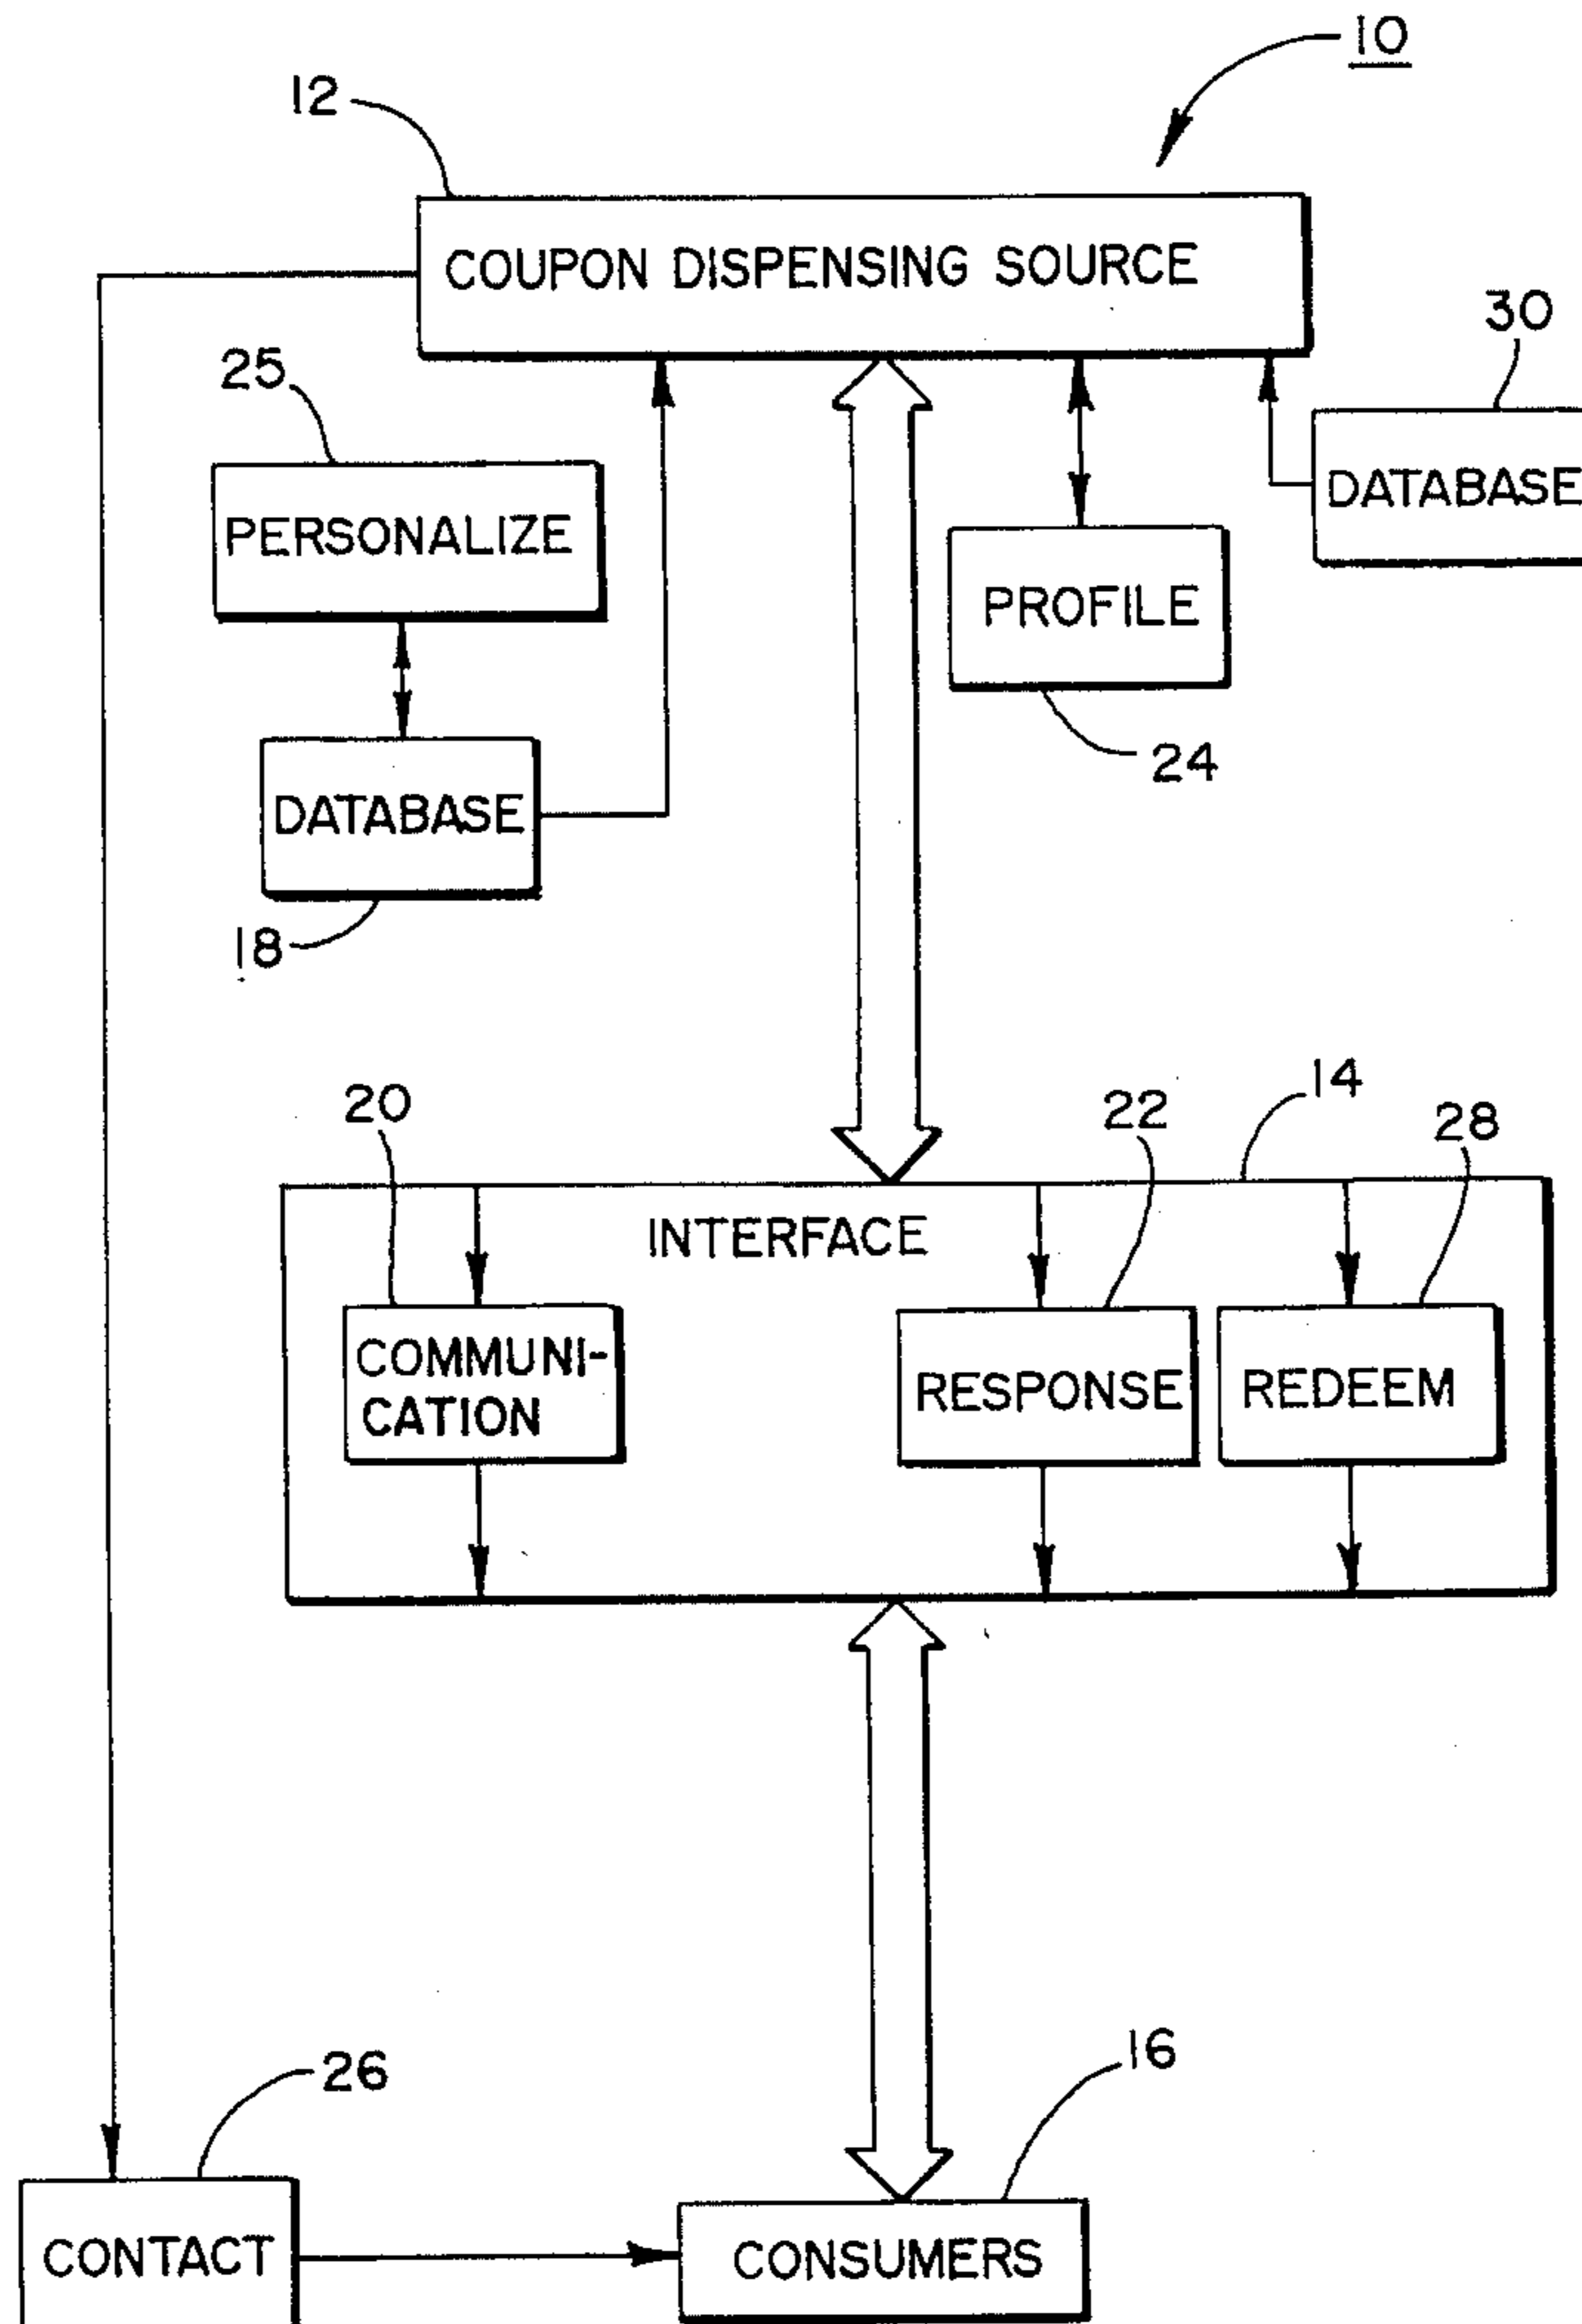 10
12
COUPON DISPENSING SOURCE
30
25
DATABASE
PERSONALIZE
PROFILE
24
DATABASE
18
14
20
22
28
INTERFACE
COMMUNI-
CATION
RESPONSE
REDEEM
16
26
CONTACT
CONSUMERS